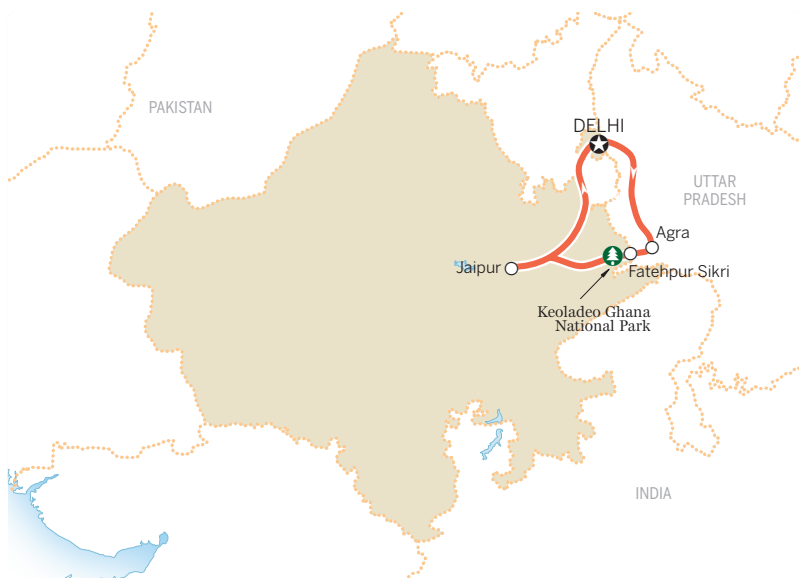 PAKISTAN
DELHI
UTTAR
PRADESH
Agra
Jaipur
Fatehpur Sikri
Keoladeo Ghana
National Park
INDIA